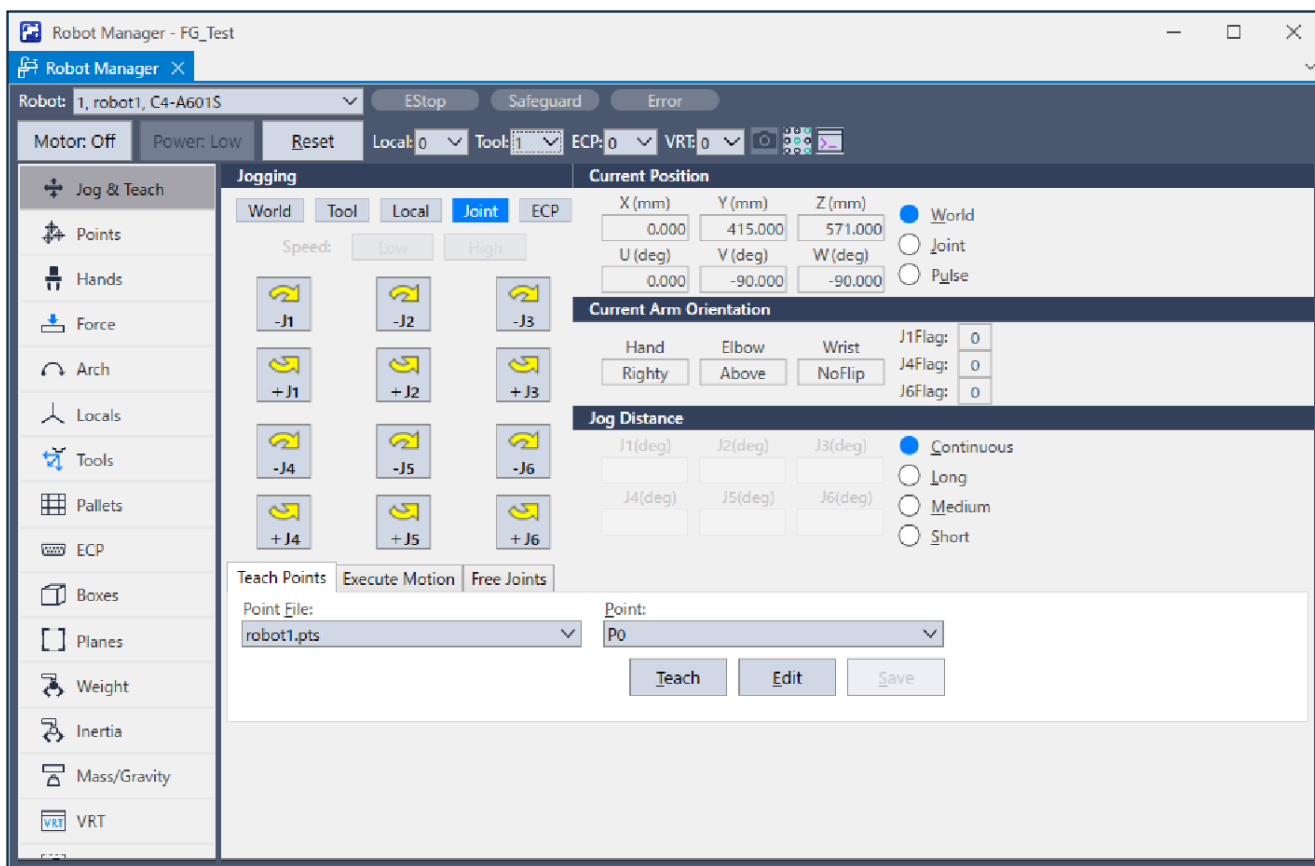 Robot Manager - FG_Test
Robot Manager
Robot: 1, robot1, C4-A601S EStop Safeguard Error
Motor: Off Power: Low Reset Local: 0 Tool: 1 ECP: 0 VRT: 0
Jog & Teach
Points
Hands
Force
Arch
Locals
Tools
Pallets
ECP
Boxes
Planes
Weight
Inertia
Mass/Gravity
VRT
VRT
Jogging
World Tool Local Joint ECP
Speed: Low High
-J1 -J2 -J3
+J1 +J2 +J3
-J4 -J5 -J6
+J4 +J5 +J6
Current Position
X (mm) Y (mm) Z (mm)
0.000 415.000 571.000
U (deg) V (deg) W (deg)
0.000 -90.000 -90.000
World
Joint
Pulse
Current Arm Orientation
Hand Elbow Wrist
Righty Above NoFlip
J1Flag: 0
J4Flag: 0
J6Flag: 0
Jog Distance
J1(deg) J2(deg) J3(deg)
J4(deg) J5(deg) J6(deg)
Continuous
Long
Medium
Short
Teach Points Execute Motion Free Joints
Point File: Point:
robot1.pts P0
Teach Edit Save